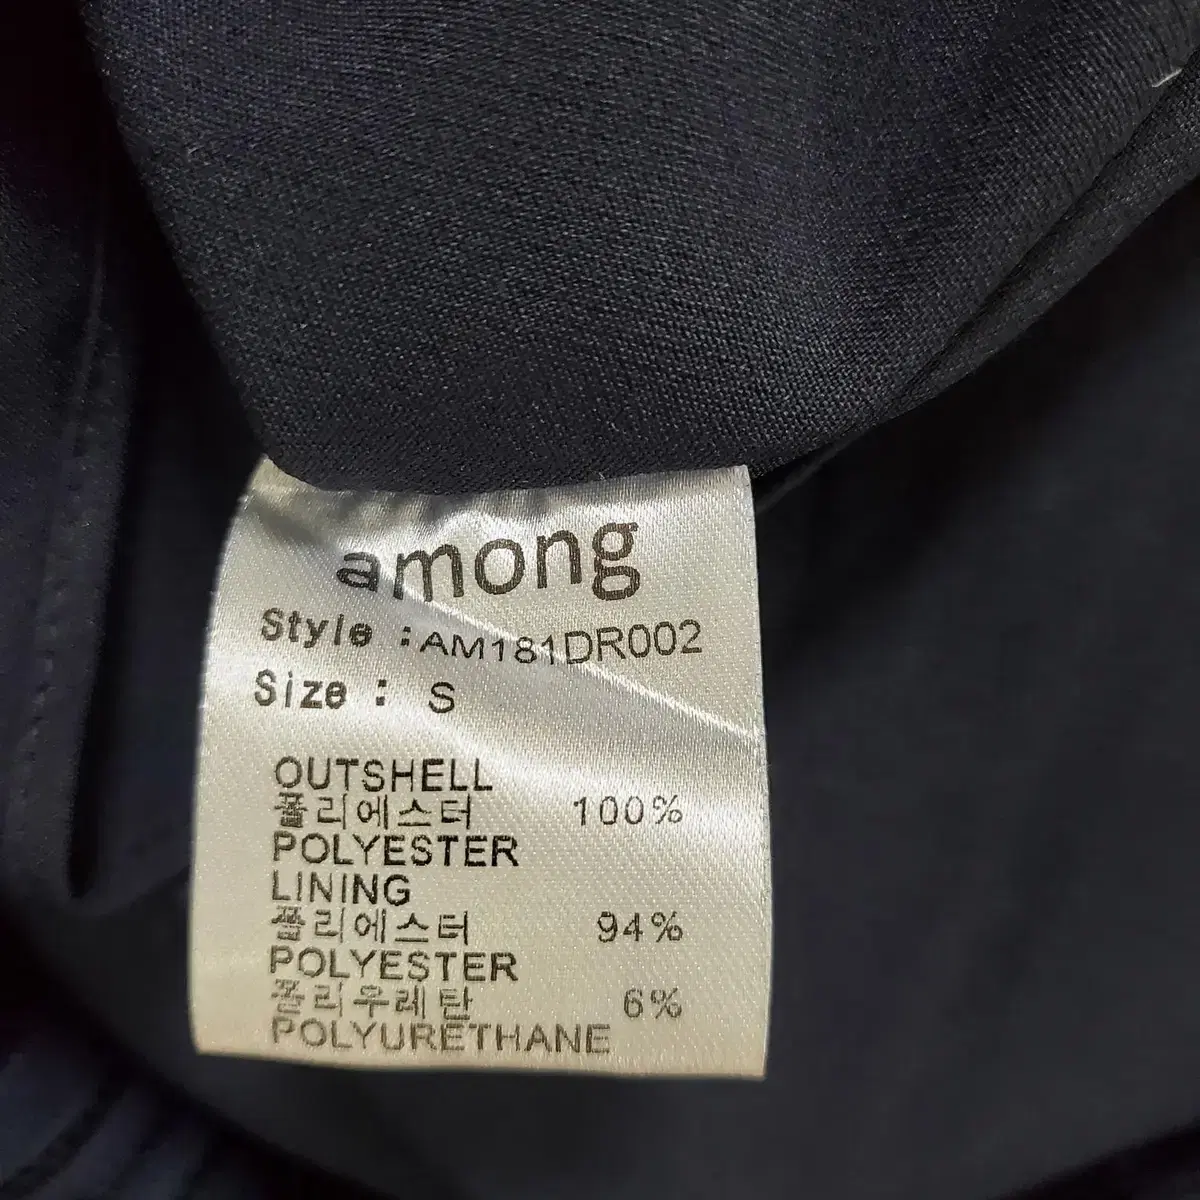 among
Style : AM181DR002
Size : S
OUTSHELL
폴리에스터 100%
POLYESTER
LINING
폴리에스터 94%
POLYESTER
폴리우레탄 6%
POLYURETHANE